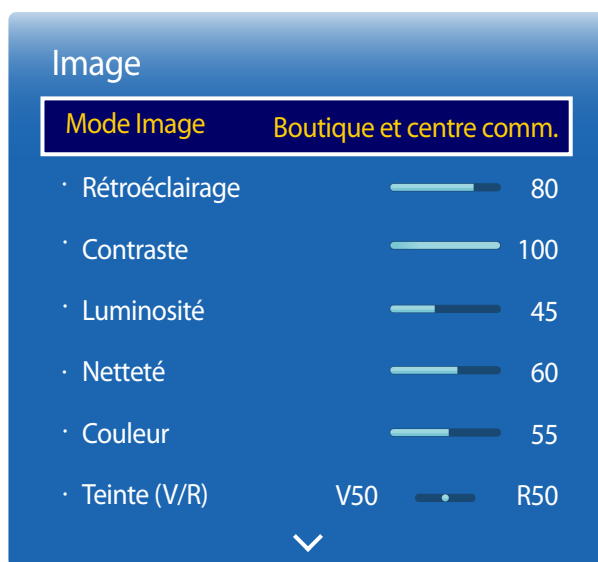 Image
Mode Image Boutique et centre comm.
· Rétroéclairage 80
· Contraste 100
· Luminosité 45
· Netteté 60
· Couleur 55
· Teinte (V/R) V50 R50